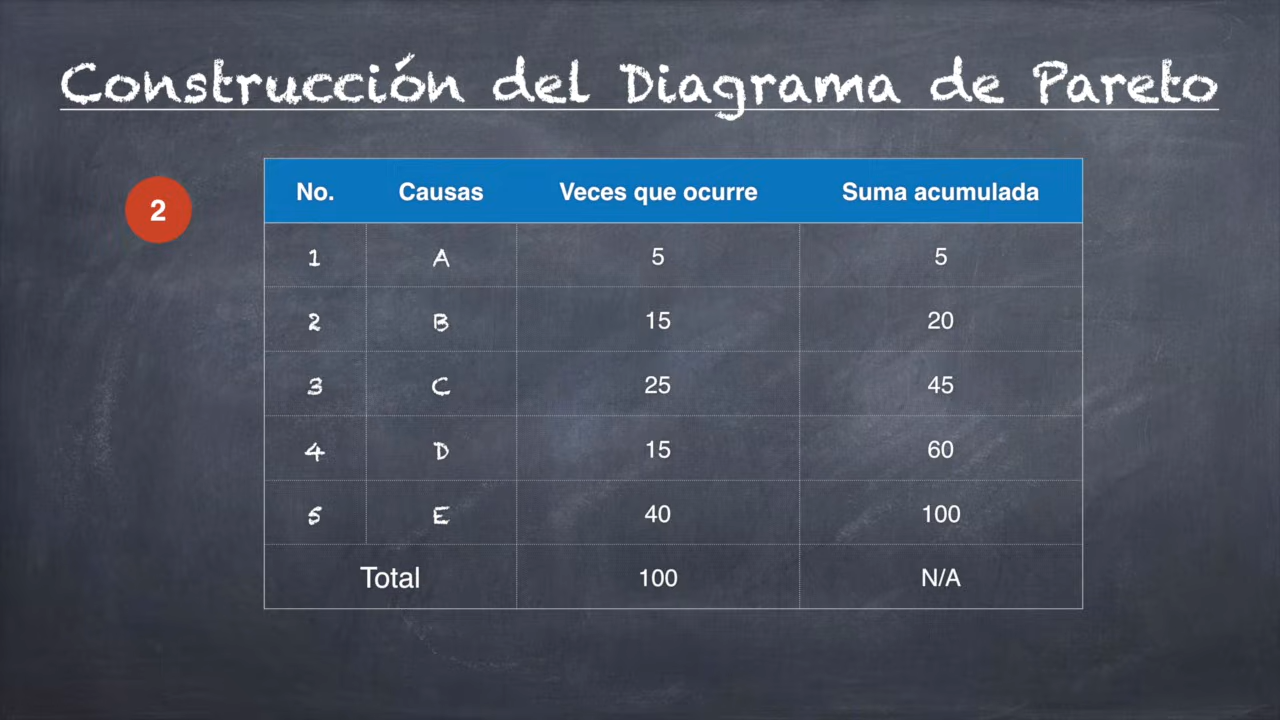 Construcción del Diagrama de Pareto
2
No. Causas Veces que ocurre Suma acumulada
1 A 5 5
2 B 15 20
3 C 25 45
4 D 15 60
5 E 40 100
Total 100 N/A